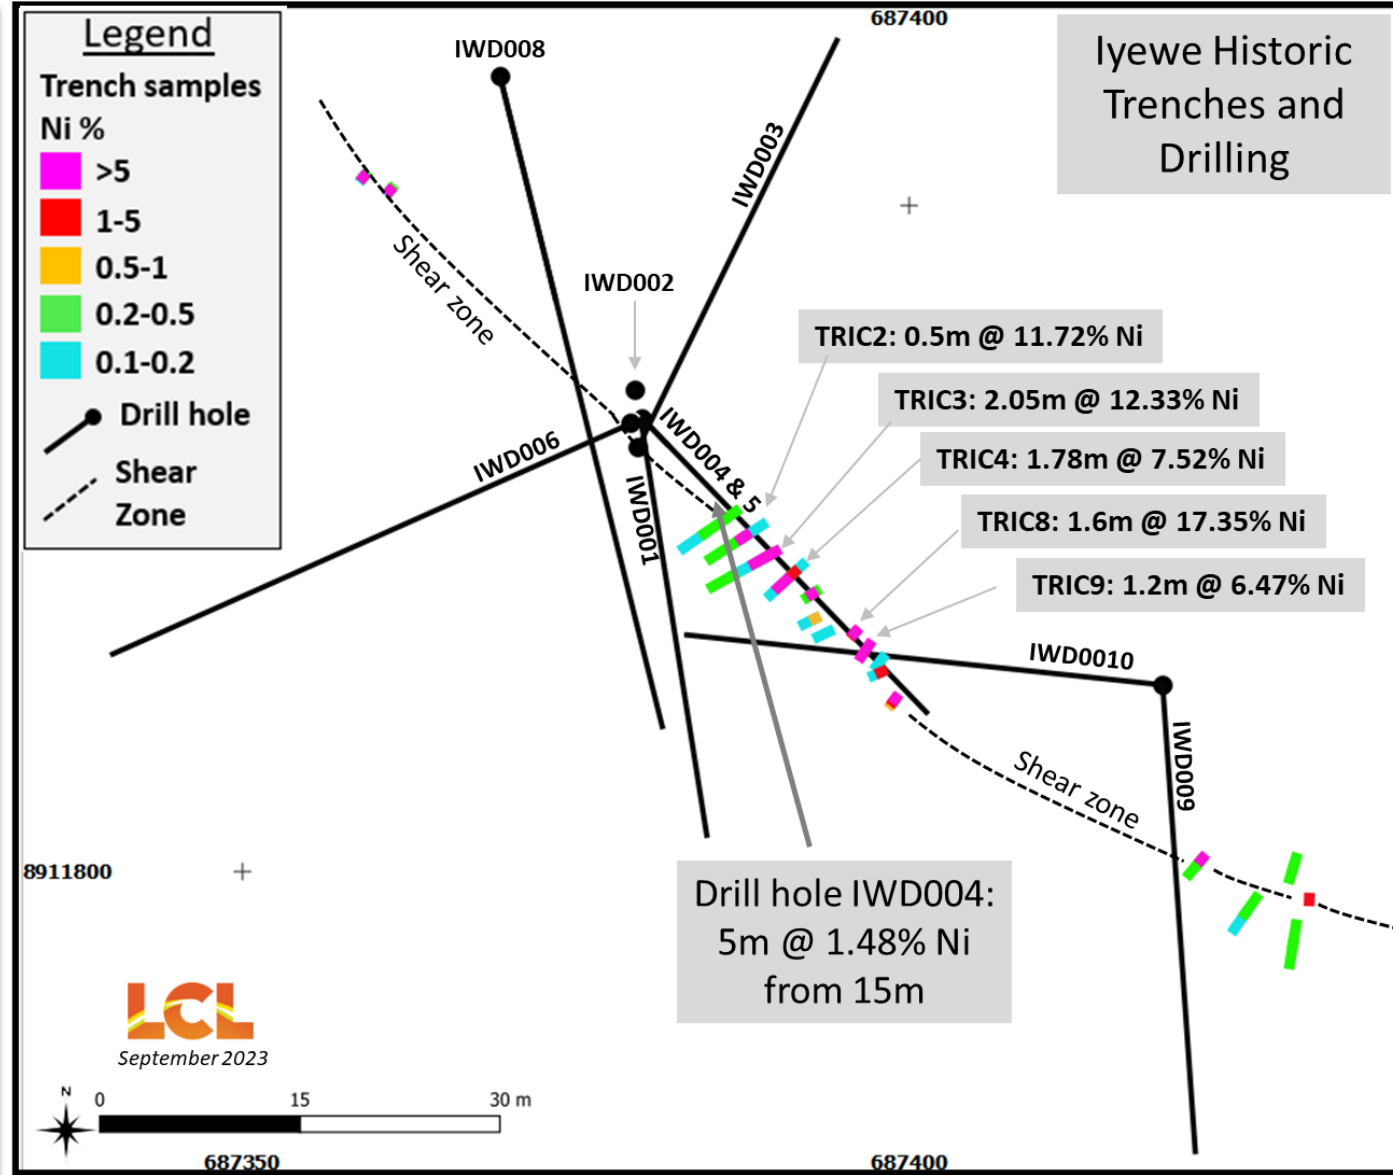 Legend
Trench samples
Ni %
>5
1-5
0.5-1
0.2-0.5
0.1-0.2
Drill hole
Shear
Zone
687400
Iyewe Historic
Trenches and
Drilling
IWD008
IWD003
Shear zone
IWD002
TRIC2: 0.5m @ 11.72% Ni
TRIC3: 2.05m @ 12.33% Ni
IWD004 & 5
IWD006
TRIC4: 1.78m @ 7.52% Ni
IWD001
TRIC8: 1.6m @ 17.35% Ni
TRIC9: 1.2m @ 6.47% Ni
IWD0010
IWD009
Shear zone
8911800
Drill hole IWD004:
5m @ 1.48% Ni
from 15m
LCL
September 2023
N
0 15 30 m
687350
687400